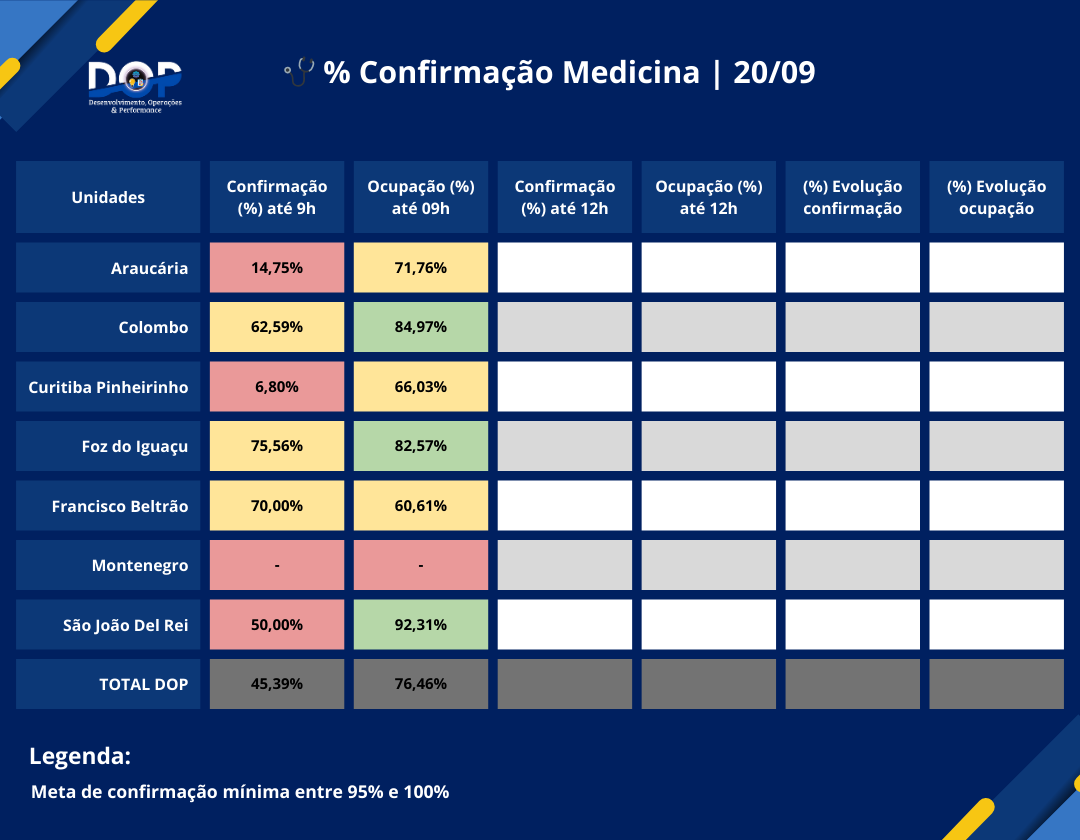 DOP
Desenvolvimento, Operações
& Performance
% Confirmação Medicina | 20/09
Unidades
Confirmação
(%) até 9h
Ocupação (%)
até 09h
Confirmação
(%) até 12h
Ocupação (%)
até 12h
(%) Evolução
confirmação
(%) Evolução
ocupação
Araucária 14,75% 71,76%
Colombo 62,59% 84,97%
Curitiba Pinheirinho 6,80% 66,03%
Foz do Iguaçu 75,56% 82,57%
Francisco Beltrão 70,00% 60,61%
Montenegro - -
São João Del Rei 50,00% 92,31%
TOTAL DOP 45,39% 76,46%
Legenda:
Meta de confirmação mínima entre 95% e 100%